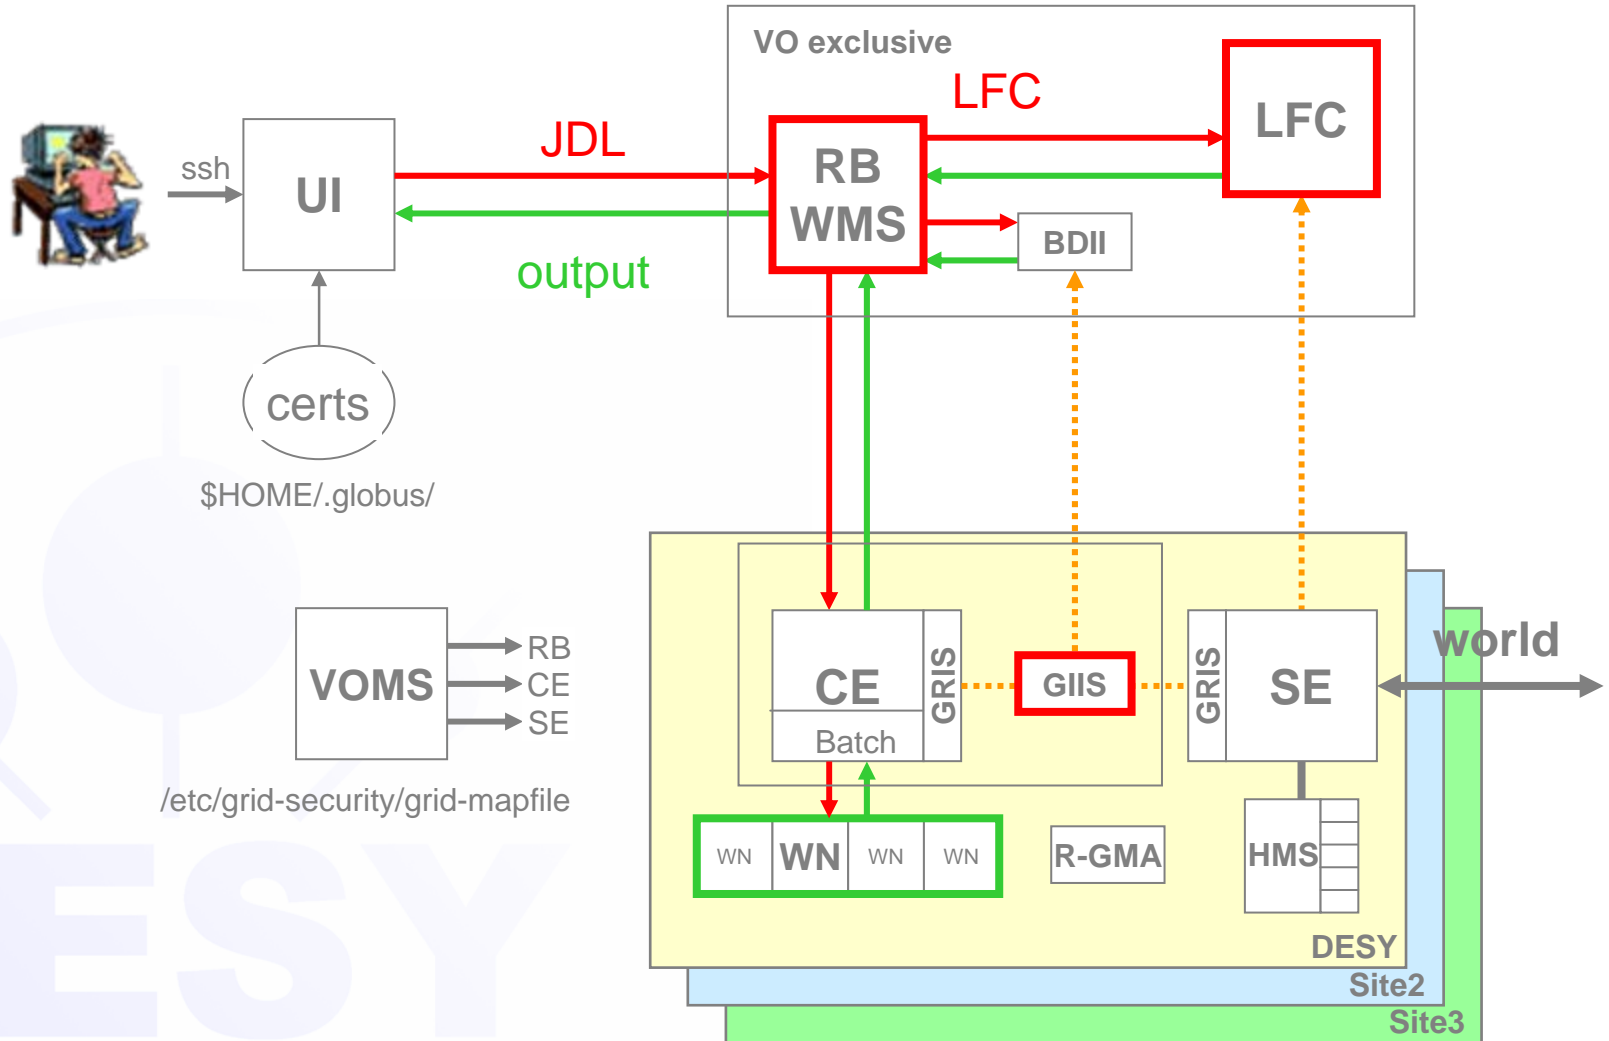 VO exclusive
LFC
LFC
JDL
ssh
UI
RB
WMS
BDII
output
certs
$HOME/.globus/
VOMS
RB
CE
SE
/etc/grid-security/grid-mapfile
CE
GRIS
Batch
GIIS
GRIS
SE
world
WN
WN
WN
WN
R-GMA
HMS
DESY
Site2
Site3
ESY